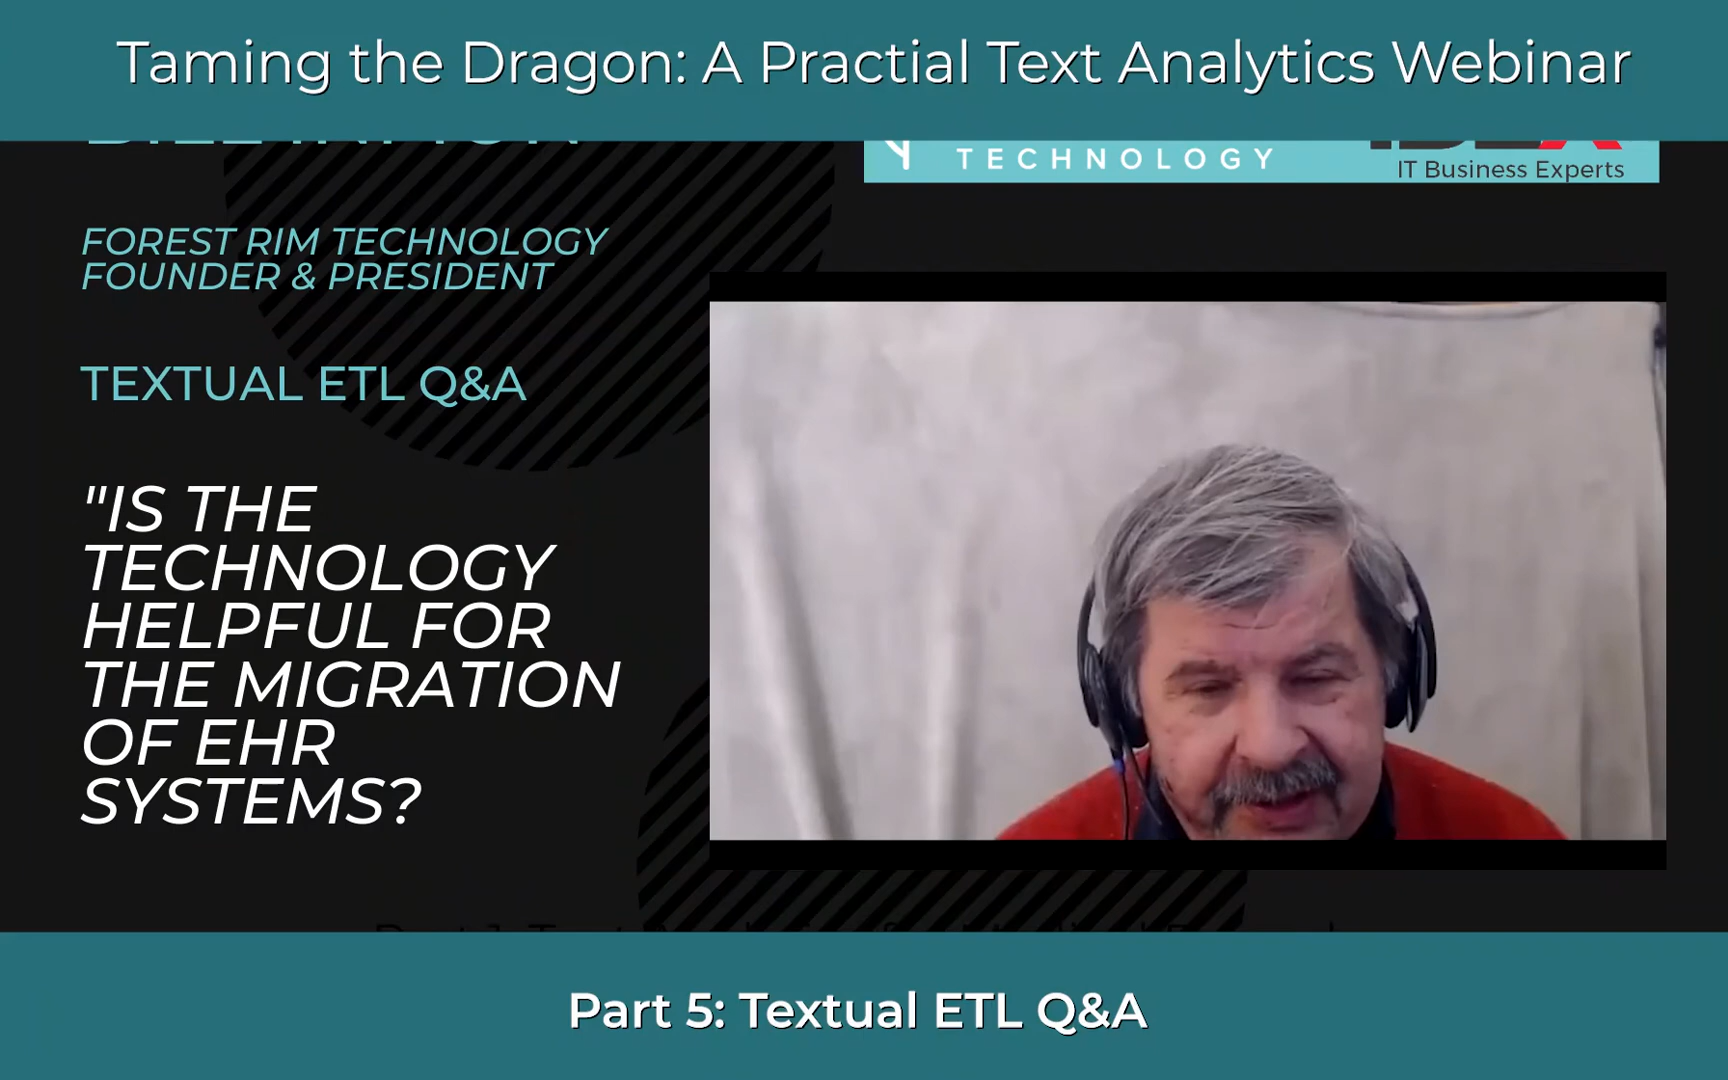 Taming the Dragon: A Practial Text Analytics Webinar
TECHNOLOGY
IT Business Experts
FOREST RIM TECHNOLOGY
FOUNDER & PRESIDENT
TEXTUAL ETL Q&A
"IS THE
TECHNOLOGY
HELPFUL FOR
THE MIGRATION
OF EHR
SYSTEMS?
Part 5: Textual ETL Q&A